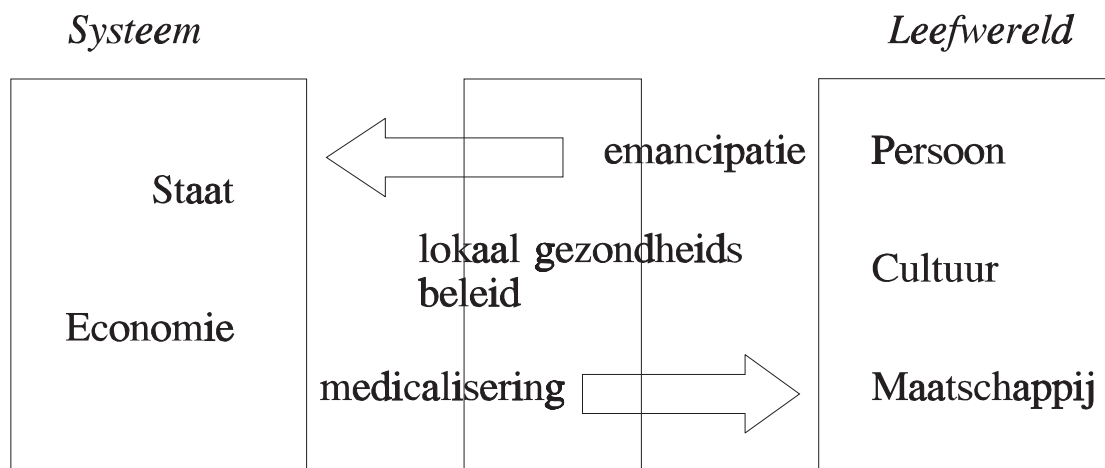 Systeem
Leefwereld
emancipatie
Persoon
Staat
lokaal gezondheids
beleid
Cultuur
Economie
medicalisering
Maatschappij